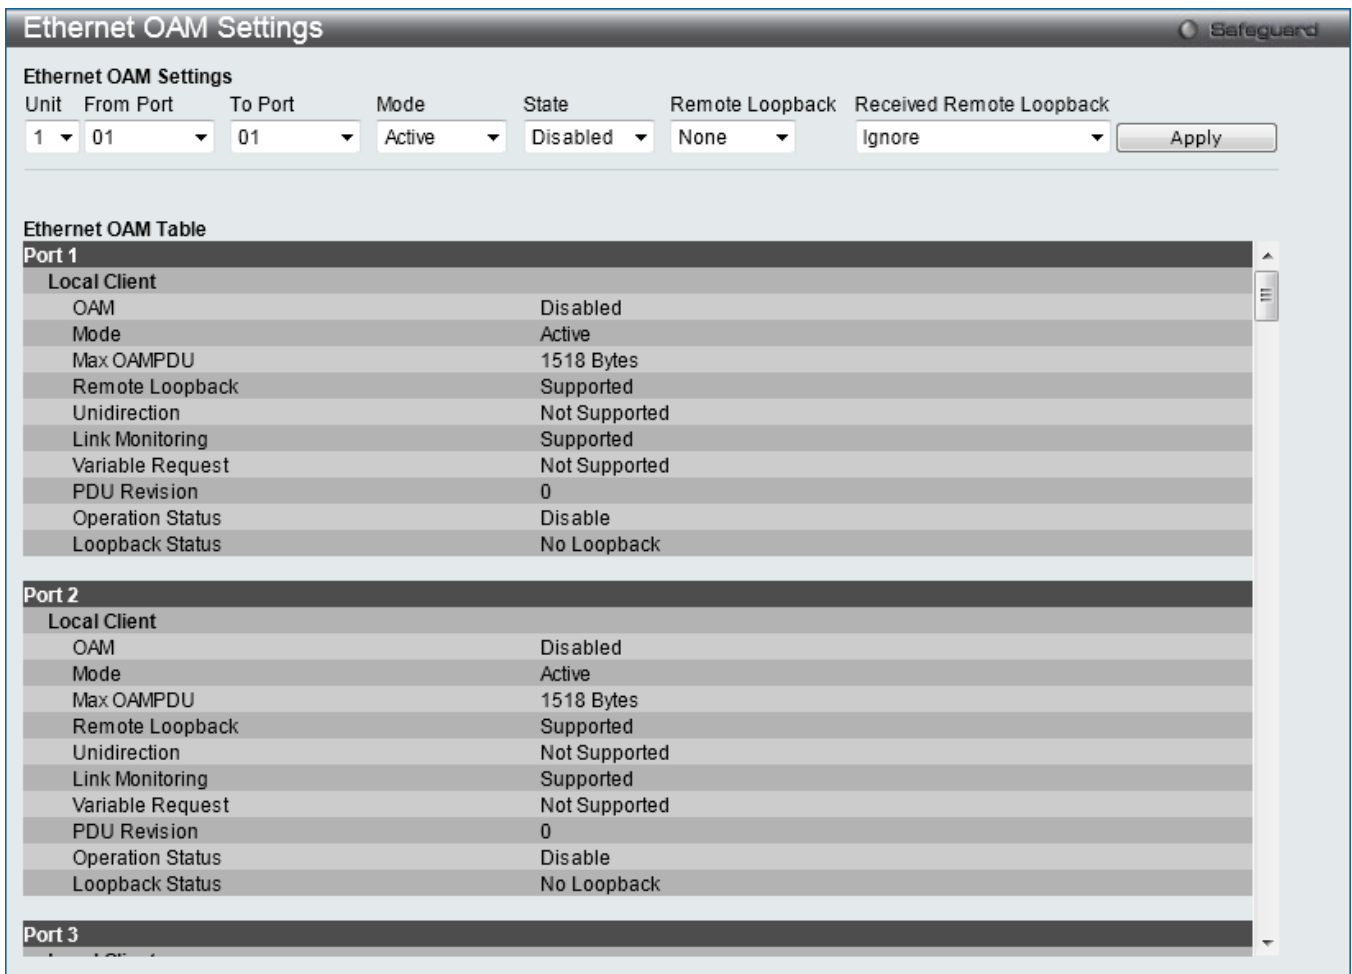 Ethernet OAM Settings Safeguard
Ethernet OAM Settings
Unit From Port To Port Mode State Remote Loopback Received Remote Loopback
1 01 01 Active Disabled None Ignore Apply
Ethernet OAM Table
Port 1
Local Client
OAM Disabled
Mode Active
Max OAMPDU 1518 Bytes
Remote Loopback Supported
Unidirection Not Supported
Link Monitoring Supported
Variable Request Not Supported
PDU Revision 0
Operation Status Disable
Loopback Status No Loopback
Port 2
Local Client
OAM Disabled
Mode Active
Max OAMPDU 1518 Bytes
Remote Loopback Supported
Unidirection Not Supported
Link Monitoring Supported
Variable Request Not Supported
PDU Revision 0
Operation Status Disable
Loopback Status No Loopback
Port 3